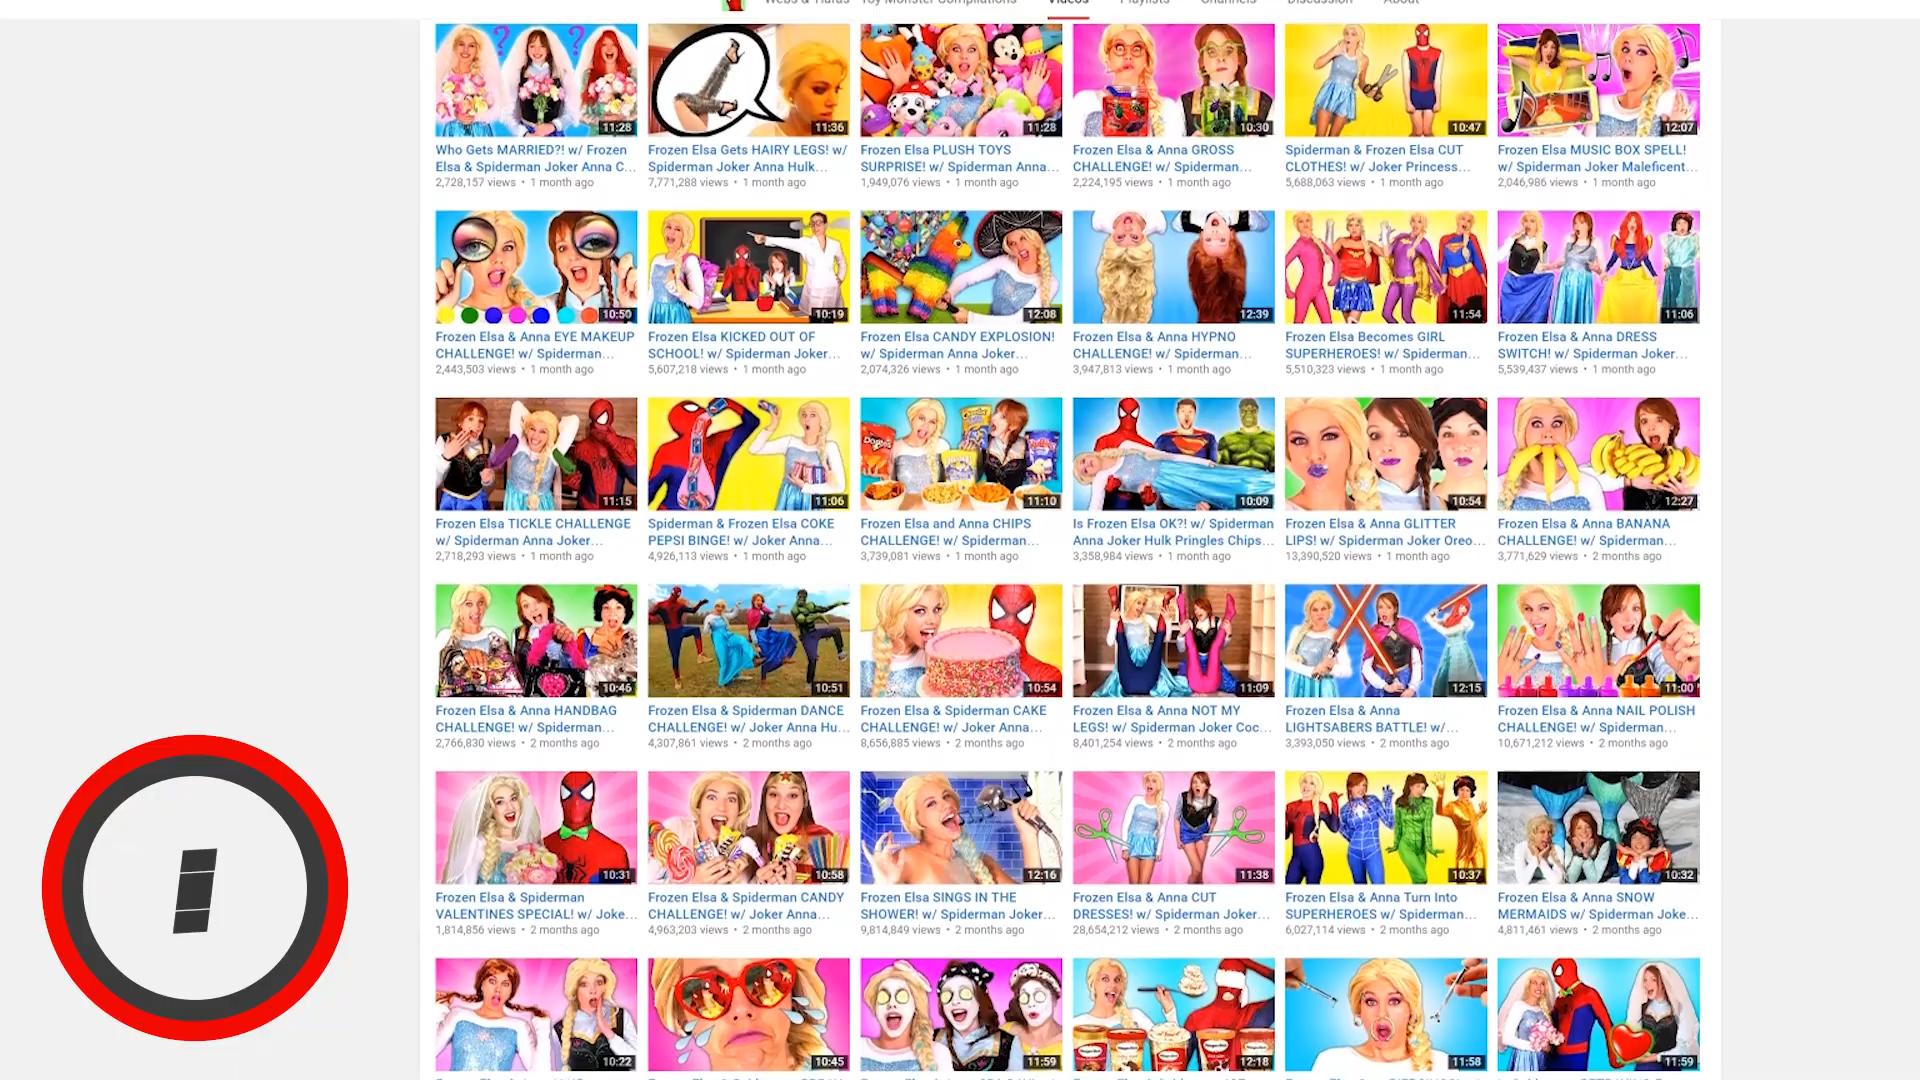 Webs & Tiaras - Toy Monster Compilations Videos Playlists Channels Discussion About
11:28 11:36 11:28 10:30 10:47 12:07
Who Gets MARRIED?! w/ Frozen
Elsa & Spiderman Joker Anna C...
2,728,157 views • 1 month ago
Frozen Elsa Gets HAIRY LEGS! w/
Spiderman Joker Anna Hulk...
7,771,288 views • 1 month ago
Frozen Elsa PLUSH TOYS
SURPRISE! w/ Spiderman Anna...
1,949,076 views • 1 month ago
Frozen Elsa & Anna GROSS
CHALLENGE! w/ Spiderman...
2,224,195 views • 1 month ago
Spiderman & Frozen Elsa CUT
CLOTHES! w/ Joker Princess...
5,688,063 views • 1 month ago
Frozen Elsa MUSIC BOX SPELL!
w/ Spiderman Joker Maleficent...
2,046,986 views • 1 month ago
10:50 10:19 12:08 12:39 11:54 11:06
Frozen Elsa & Anna EYE MAKEUP
CHALLENGE! w/ Spiderman...
2,443,503 views • 1 month ago
Frozen Elsa KICKED OUT OF
SCHOOL! w/ Spiderman Joker...
5,607,218 views • 1 month ago
Frozen Elsa CANDY EXPLOSION!
w/ Spiderman Anna Joker...
2,074,326 views • 1 month ago
Frozen Elsa & Anna HYPNO
CHALLENGE! w/ Spiderman...
3,947,813 views • 1 month ago
Frozen Elsa Becomes GIRL
SUPERHEROES! w/ Spiderman...
5,510,323 views • 1 month ago
Frozen Elsa & Anna DRESS
SWITCH! w/ Spiderman Joker...
5,539,437 views • 1 month ago
11:15 11:06 11:10 10:09 10:54 12:27
Frozen Elsa TICKLE CHALLENGE
w/ Spiderman Anna Joker...
2,718,293 views • 1 month ago
Spiderman & Frozen Elsa COKE
PEPSI BINGE! w/ Joker Anna...
4,926,113 views • 1 month ago
Frozen Elsa and Anna CHIPS
CHALLENGE! w/ Spiderman...
3,739,081 views • 1 month ago
Is Frozen Elsa OK?! w/ Spiderman
Anna Joker Hulk Pringles Chips...
3,358,984 views • 1 month ago
Frozen Elsa & Anna GLITTER
LIPS! w/ Spiderman Joker Oreo...
13,390,520 views • 1 month ago
Frozen Elsa & Anna BANANA
CHALLENGE! w/ Spiderman...
3,771,629 views • 2 months ago
10:46 10:51 10:54 11:09 12:15 11:00
Frozen Elsa & Anna HANDBAG
CHALLENGE! w/ Spiderman...
2,766,830 views • 2 months ago
Frozen Elsa & Spiderman DANCE
CHALLENGE! w/ Joker Anna Hu...
4,307,861 views • 2 months ago
Frozen Elsa & Spiderman CAKE
CHALLENGE! w/ Joker Anna...
8,656,885 views • 2 months ago
Frozen Elsa & Anna NOT MY
LEGS! w/ Spiderman Joker Coc...
8,401,254 views • 2 months ago
Frozen Elsa & Anna
LIGHTSABERS BATTLE! w/...
3,393,050 views • 2 months ago
Frozen Elsa & Anna NAIL POLISH
CHALLENGE! w/ Spiderman...
10,671,212 views • 2 months ago
10:31 10:58 12:16 11:38 10:37 10:32
Frozen Elsa & Spiderman
VALENTINES SPECIAL! w/ Joke...
1,814,856 views • 2 months ago
Frozen Elsa & Spiderman CANDY
CHALLENGE! w/ Joker Anna...
4,963,203 views • 2 months ago
Frozen Elsa SINGS IN THE
SHOWER! w/ Spiderman Joker...
9,814,849 views • 2 months ago
Frozen Elsa & Anna CUT
DRESSES! w/ Spiderman Joker...
28,654,212 views • 2 months ago
Frozen Elsa & Anna Turn Into
SUPERHEROES w/ Spiderman...
6,027,114 views • 2 months ago
Frozen Elsa & Anna SNOW
MERMAIDS w/ Spiderman Joke...
4,811,461 views • 2 months ago
10:22 10:45 11:59 12:18 11:58 11:59